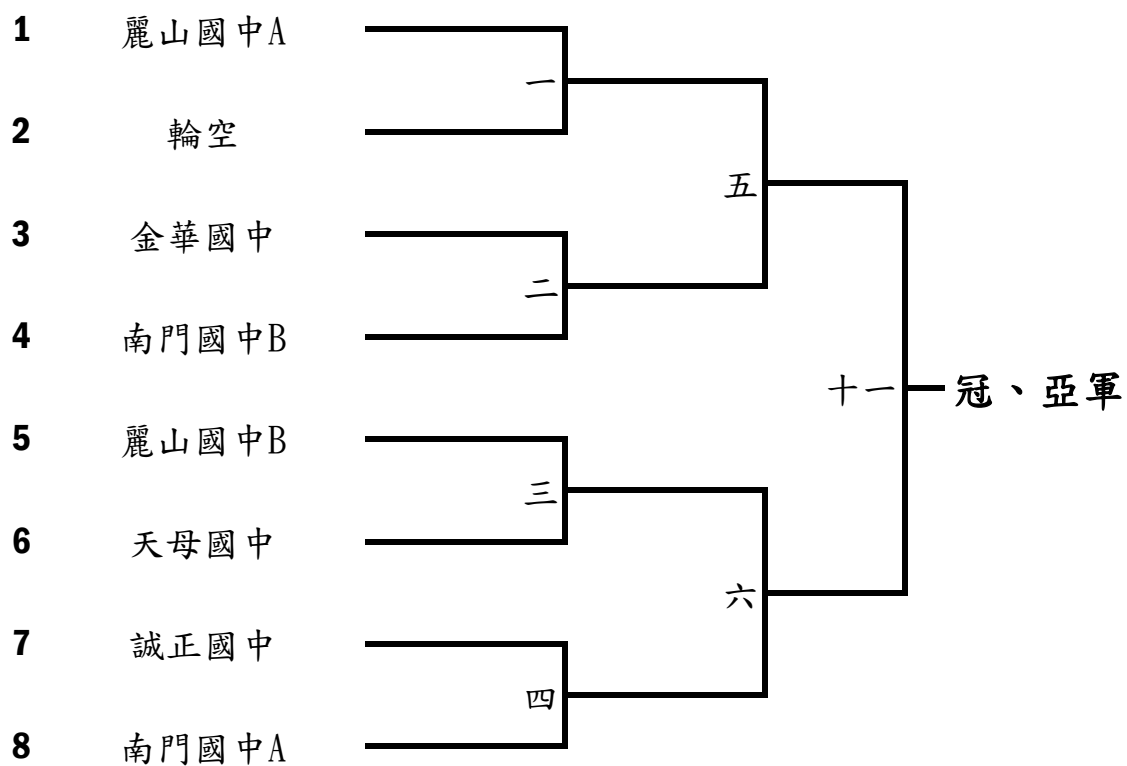 1 麗山國中A
一
2 輪空
五
3 金華國中
二
4 南門國中B
十一 冠、亞軍
5 麗山國中B
三
6 天母國中
六
7 誠正國中
四
8 南門國中A